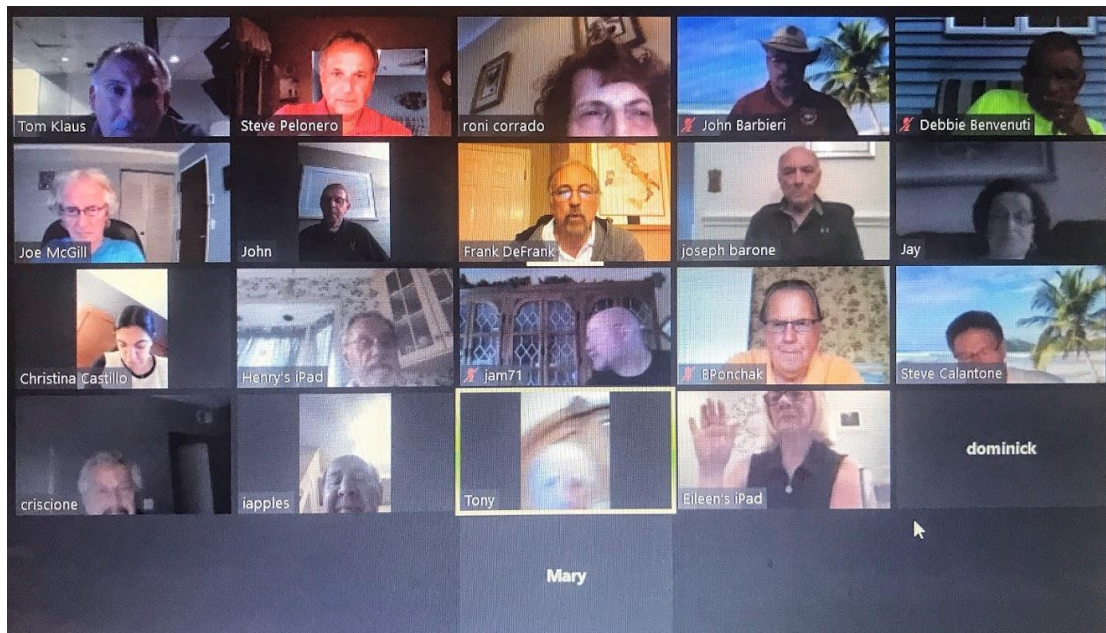 Tom Klaus
Steve Pelonero
roni corrado
John Barbieri
Debbie Benvenuti
Joe McGill
John
Frank DeFrank
joseph barone
Jay
Christina Castillo
Henry's iPad
jam71
BPonchak
Steve Calantone
criscione
iapples
Tony
Eileen's iPad
dominick
Mary